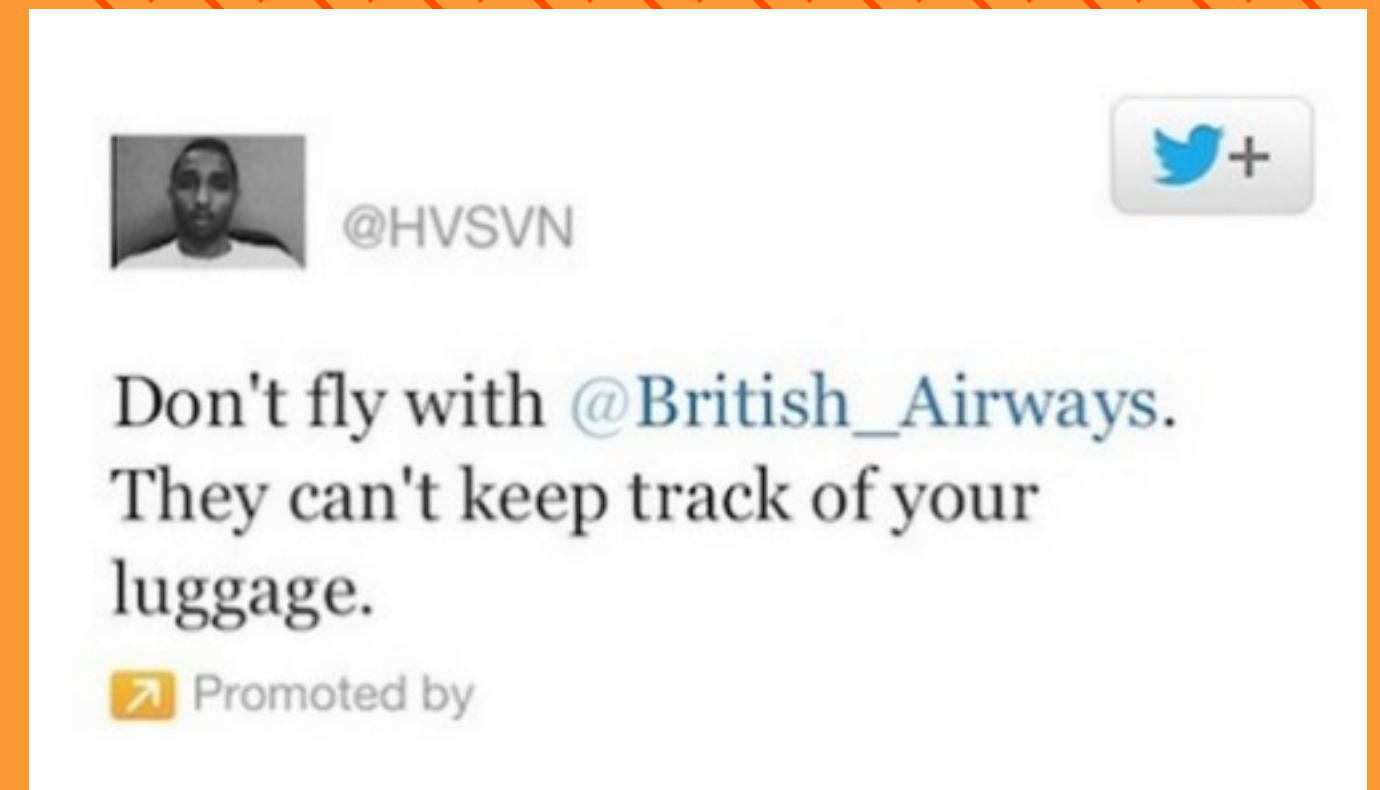 @HVSVN
+
Don't fly with @British_Airways.
They can't keep track of your
luggage.
Promoted by